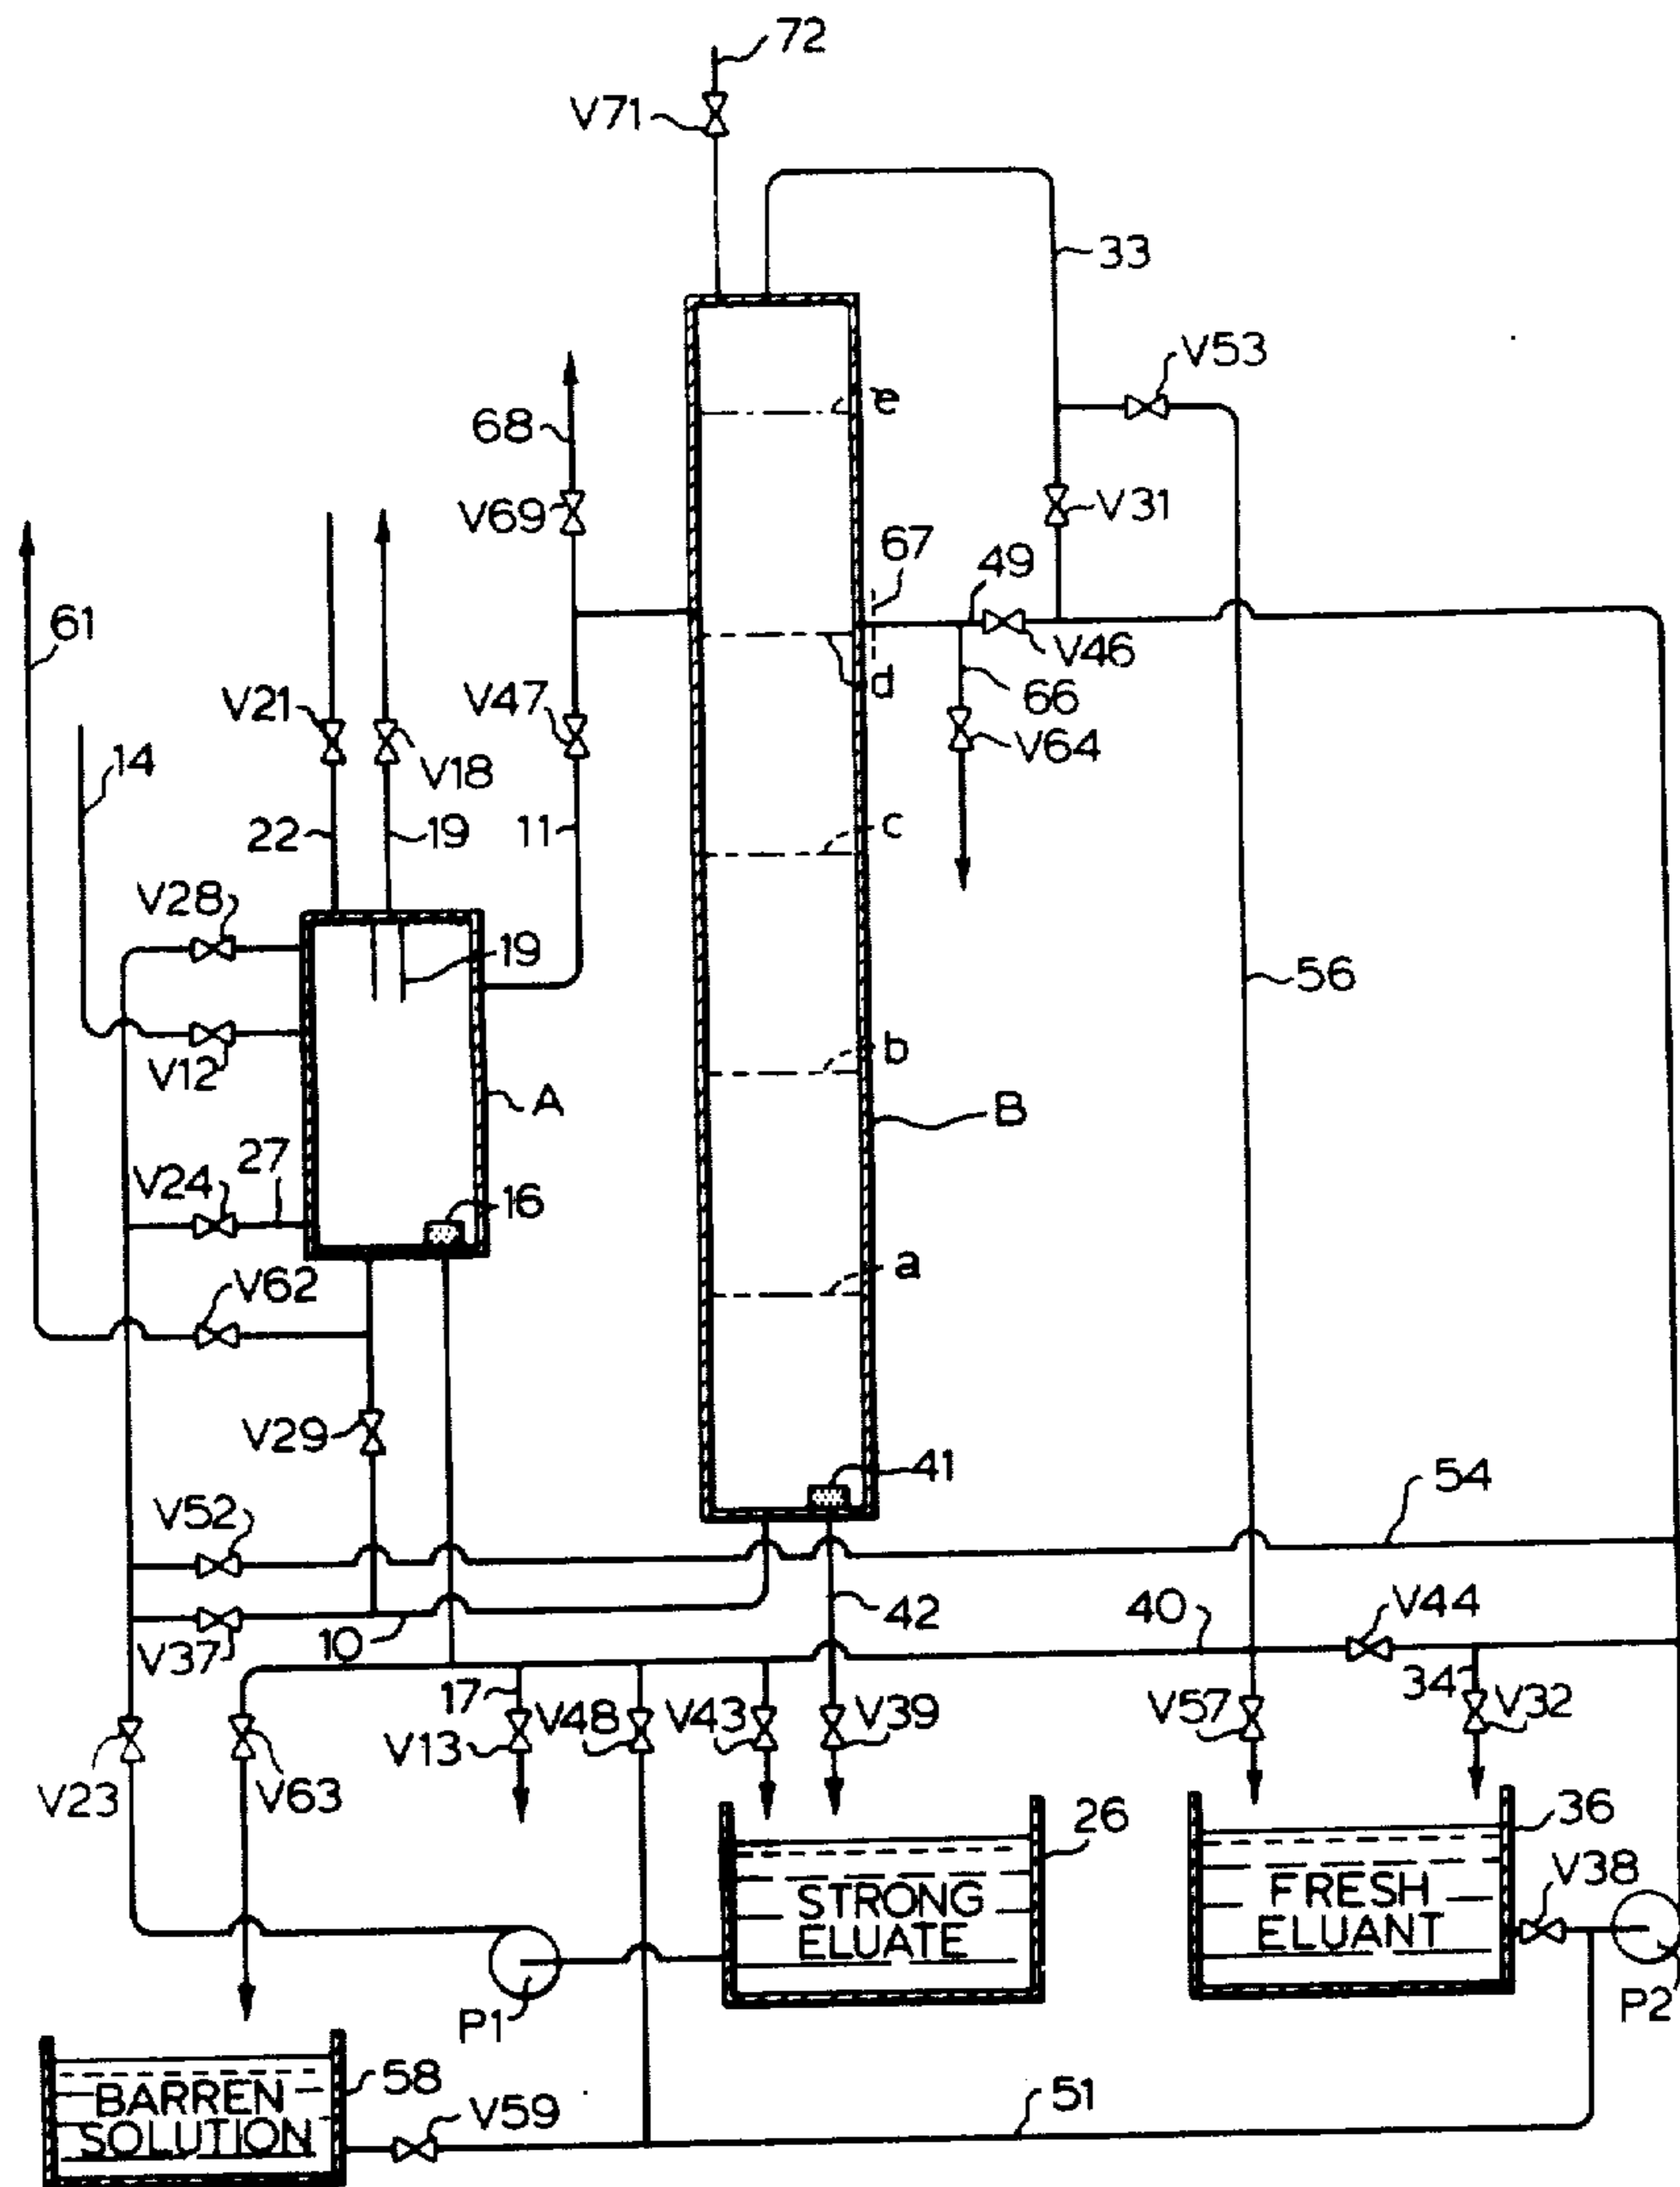 72
V71
33
V53
e
68
V69
V31
67
49
61
V46
d
V21
V47
66
14
V18
V64
22
19
11
c
V28
19
56
V12
b
A
B
V24
27
16
V62
a
V29
41
54
V52
42
40
V44
10
V37
17
34
V13
V48
V43
V39
V57
V32
V23
V63
26
36
STRONG
ELUATE
FRESH
ELUANT
V38
P1
P2
BARREN
SOLUTION
58
V59
51